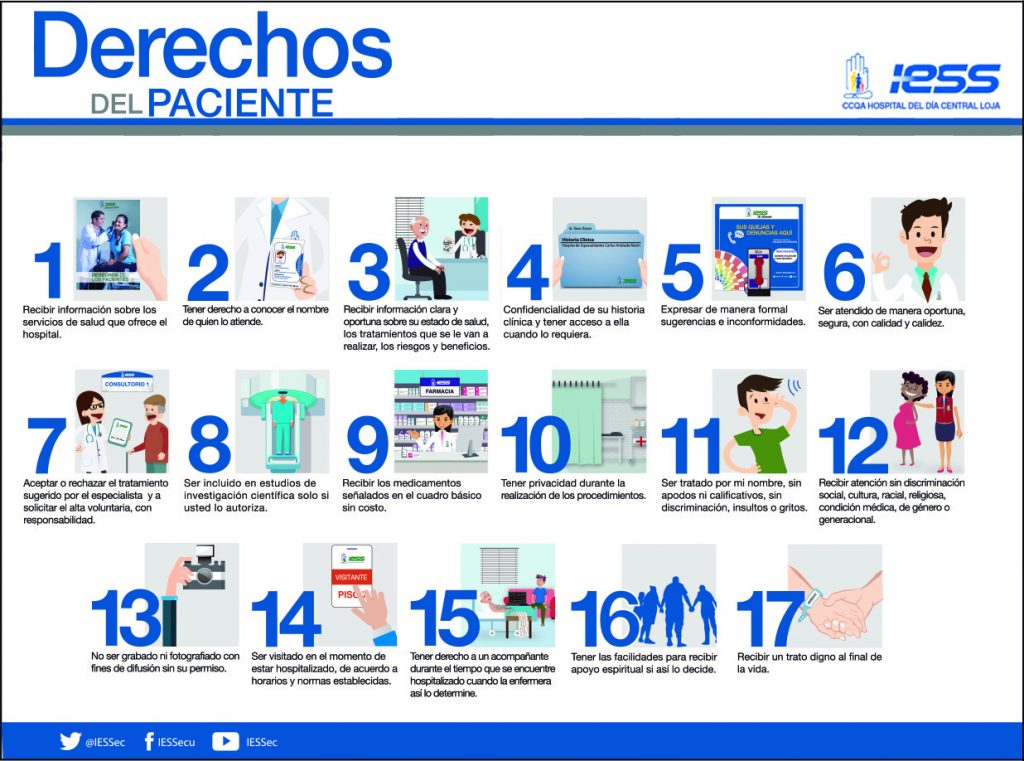 Derechos
DEL PACIENTE
IESS
CCQA HOSPITAL DEL DÍA CENTRAL LOJA
1
DERECHOS DE
LOS PACIENTES
Recibir información sobre los
servicios de salud que ofrece el
hospital.
2
IESS
Tener derecho a conocer el nombre
de quien lo atiende.
3
Recibir información clara y
oportuna sobre su estado de salud,
los tratamientos que se le van a
realizar, los riesgos y beneficios.
4
Historia Clínica
Hospital de Especialidades Carlos Andrade Marín
IESS
Confidencialidad de su historia
clínica y tener acceso a ella
cuando lo requiera.
5
IESS
SUS QUEJAS Y
DENUNCIAS AQUÍ
Expresar de manera formal
sugerencias e inconformidades.
6
Ser atendido de manera oportuna,
segura, con calidad y calidez.
7
CONSULTORIO 1
Aceptar o rechazar el tratamiento
sugerido por el especialista y a
solicitar el alta voluntaria, con
responsabilidad.
8
Ser incluido en estudios de
investigación científica solo si
usted lo autoriza.
9
IESS
FARMACIA
Recibir los medicamentos
señalados en el cuadro básico
sin costo.
10
Tener privacidad durante la
realización de los procedimientos.
11
Ser tratado por mi nombre, sin
apodos ni calificativos, sin
discriminación, insultos o gritos.
12
Recibir atención sin discriminación
social, cultura, racial, religiosa,
condición médica, de género o
generacional.
13
No ser grabado ni fotografiado con
fines de difusión sin su permiso.
14
IESS
VISITANTE
PISO
Ser visitado en el momento de
estar hospitalizado, de acuerdo a
horarios y normas establecidas.
15
Tener derecho a un acompañante
durante el tiempo que se encuentre
hospitalizado cuando la enfermera
así lo determine.
16
Tener las facilidades para recibir
apoyo espiritual si así lo decide.
17
Recibir un trato digno al final de
la vida.
@IESSec IESSecu IESSec